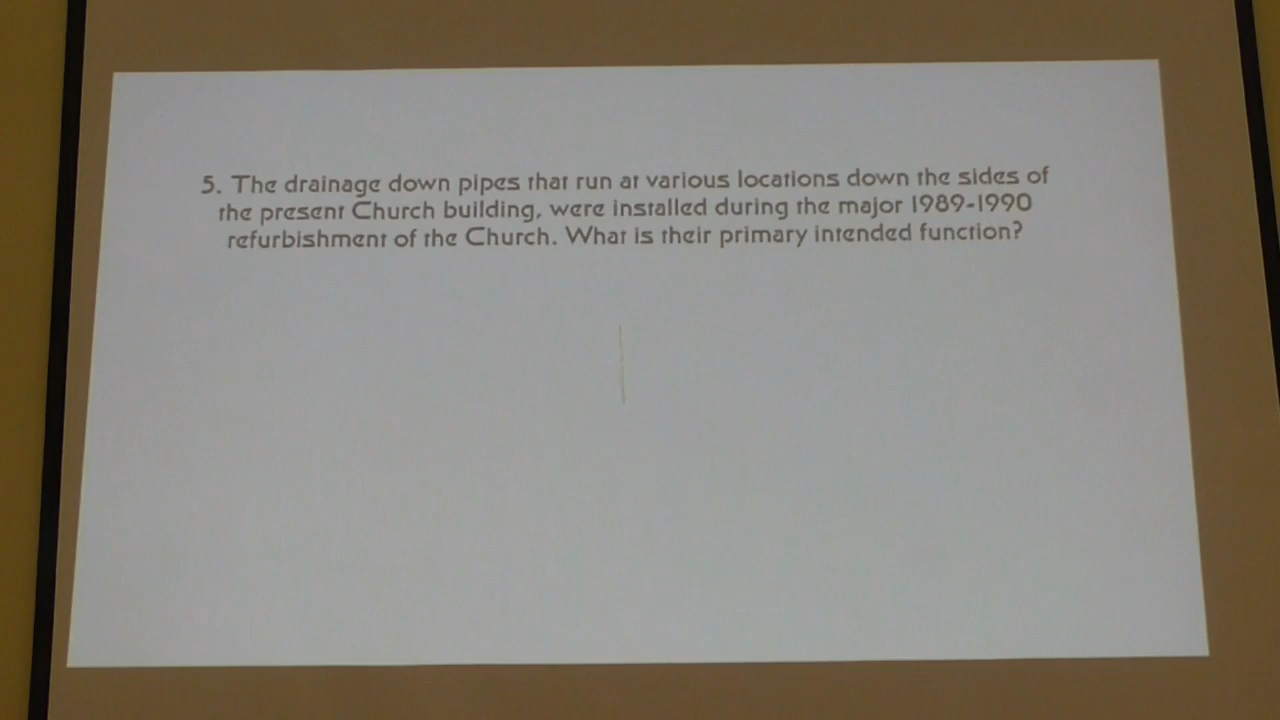 5. The drainage down pipes that run at various locations down the sides of
the present Church building, were installed during the major 1989-1990
refurbishment of the Church. What is their primary intended function?